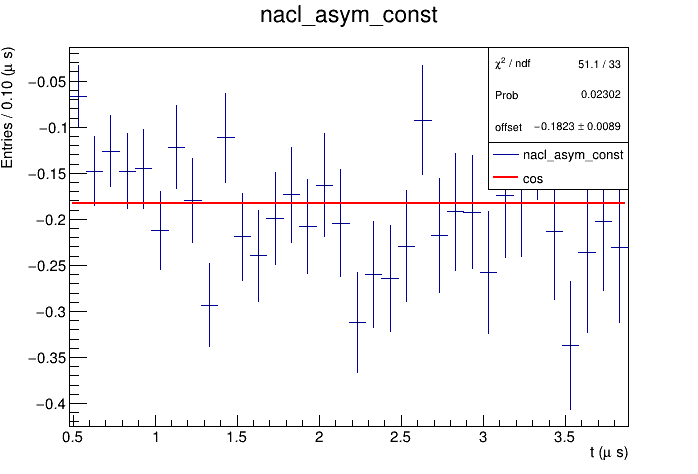 nacl_asym_const
Entries / 0.10 (μ s)
χ² / ndf 51.1 / 33
Prob 0.02302
offset −0.1823 ± 0.0089
nacl_asym_const
cos
−0.05
−0.1
−0.15
−0.2
−0.25
−0.3
−0.35
−0.4
0.5 1 1.5 2 2.5 3 3.5
t (μ s)